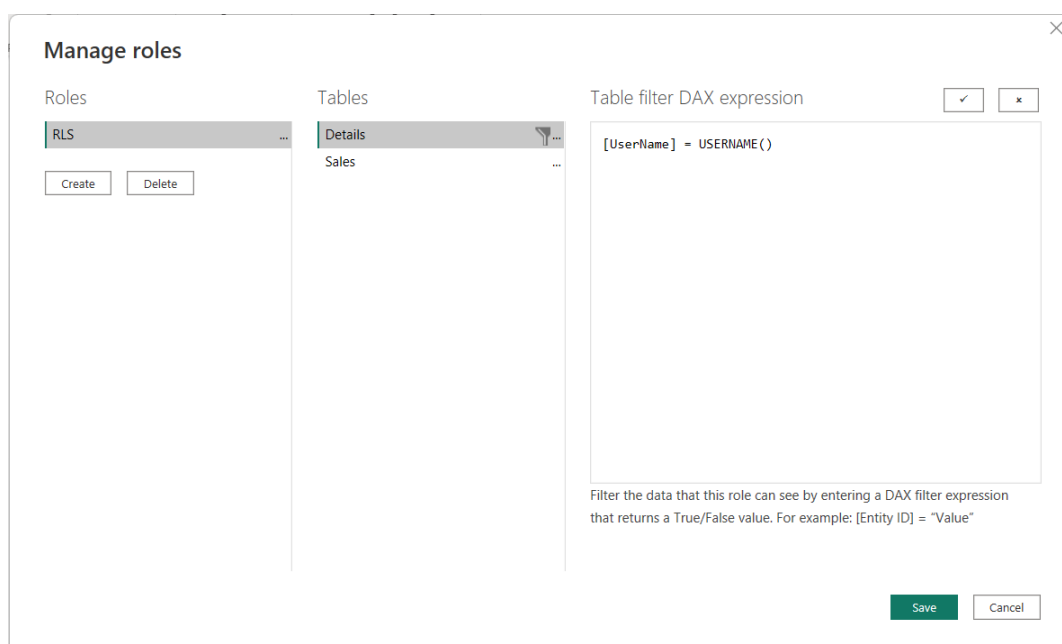 Manage roles
Roles
Tables
Table filter DAX expression
RLS
...
Details
...
[UserName] = USERNAME()
Sales
...
Create
Delete
Filter the data that this role can see by entering a DAX filter expression
that returns a True/False value. For example: [Entity ID] = “Value”
Save
Cancel